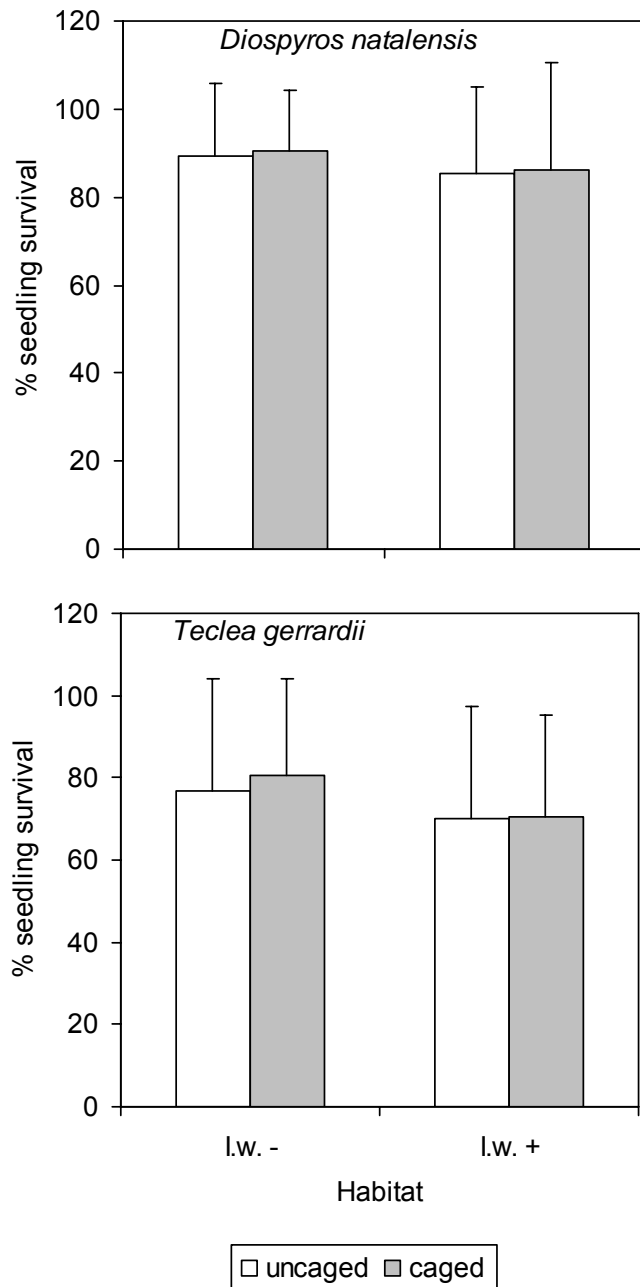 Diospyros natalensis
% seedling survival
120
100
80
60
40
20
0
Teclea gerrardii
% seedling survival
120
100
80
60
40
20
0
I.w. - I.w. +
Habitat
uncaged caged